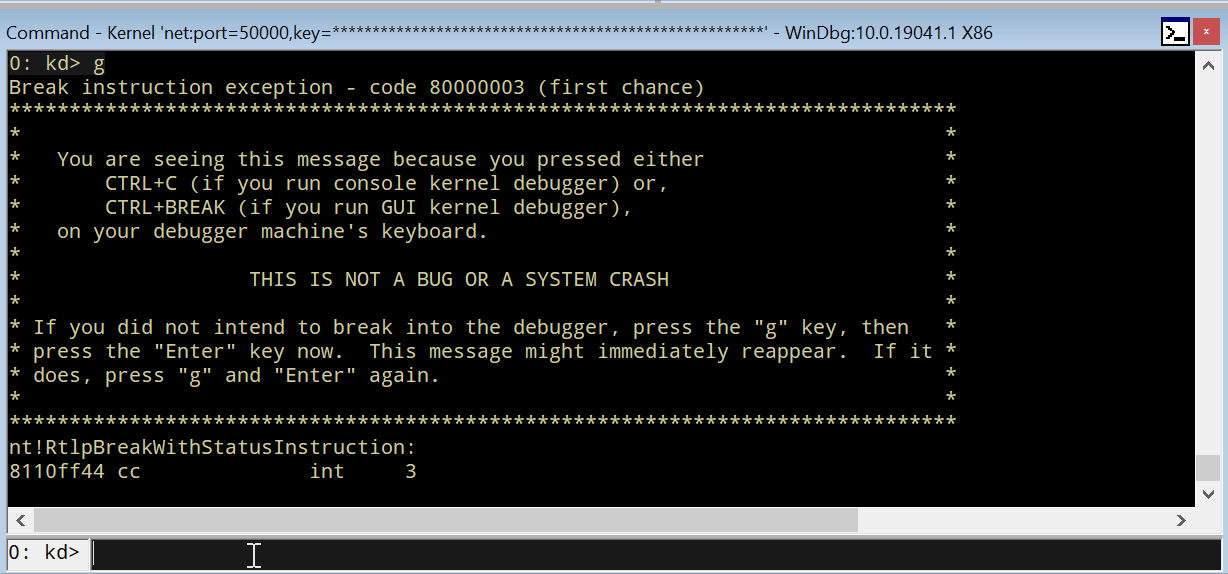 Command - Kernel 'net:port=50000,key=*****************************************************' - WinDbg:10.0.19041.1 X86
0: kd> g
Break instruction exception - code 80000003 (first chance)
*******************************************************************************
*                                                                             *
*   You are seeing this message because you pressed either                    *
*       CTRL+C (if you run console kernel debugger) or,                       *
*       CTRL+BREAK (if you run GUI kernel debugger),                          *
*   on your debugger machine's keyboard.                                      *
*                                                                             *
*                   THIS IS NOT A BUG OR A SYSTEM CRASH                       *
*                                                                             *
* If you did not intend to break into the debugger, press the "g" key, then   *
* press the "Enter" key now.  This message might immediately reappear.  If it *
* does, press "g" and "Enter" again.                                          *
*                                                                             *
*******************************************************************************
nt!RtlpBreakWithStatusInstruction:
8110ff44 cc              int     3
0: kd>